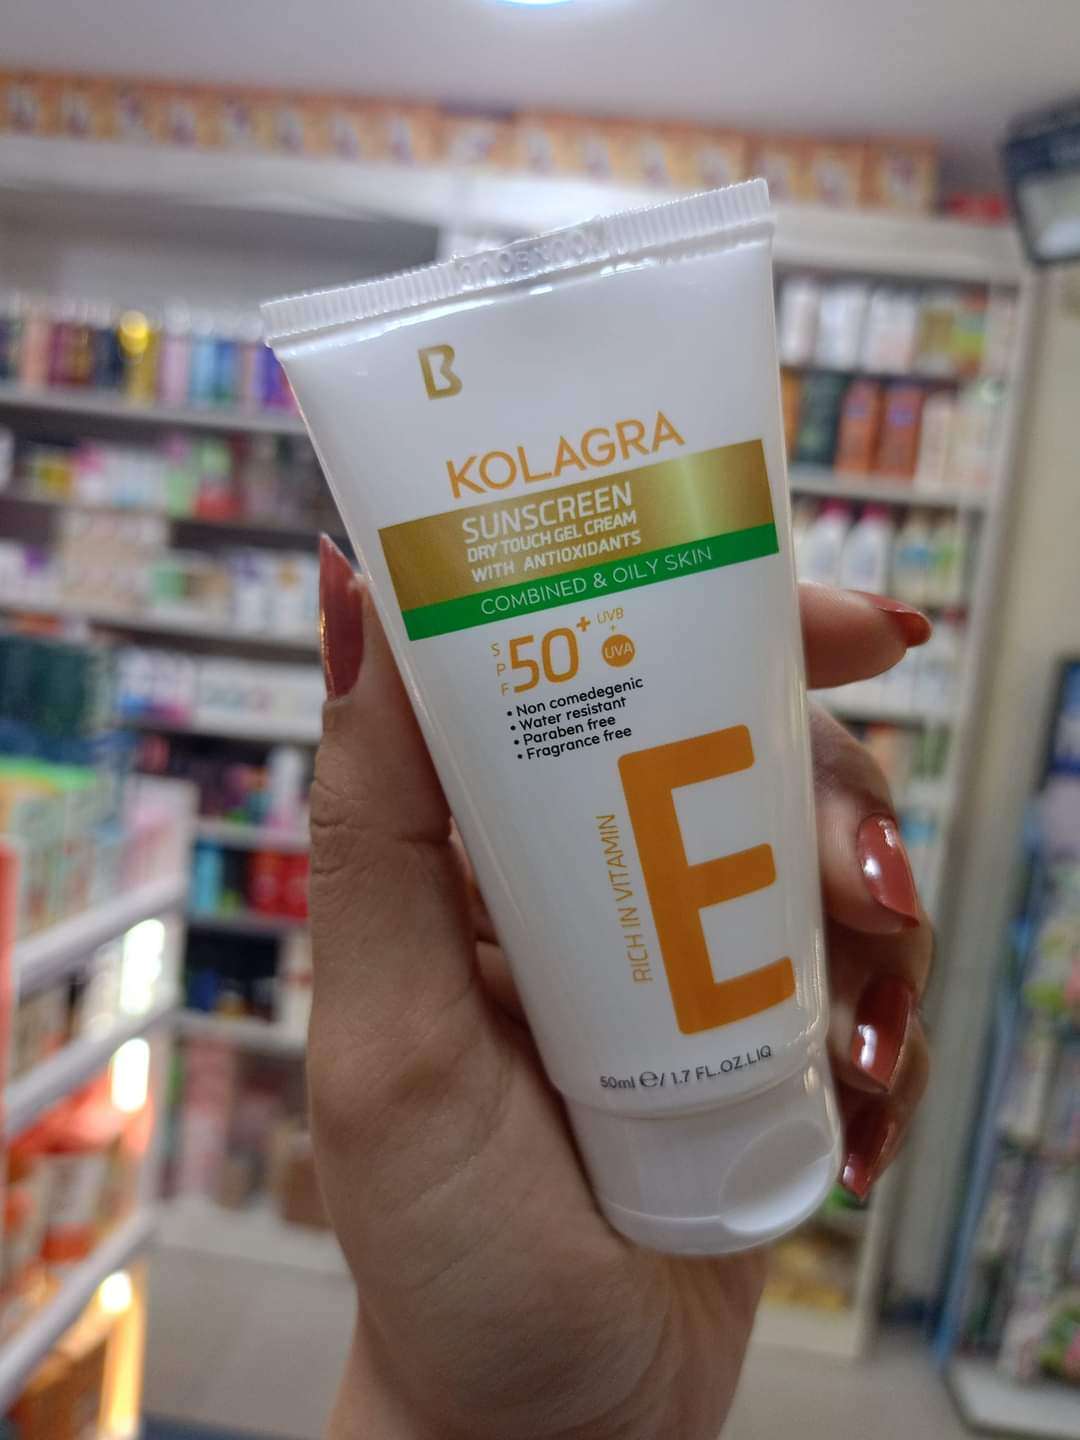 B
KOLAGRA
SUNSCREEN
DRY TOUCH GEL CREAM
WITH ANTIOXIDANTS
COMBINED & OILY SKIN
SPF 50+ UVB + UVA
• Non comedegenic
• Water resistant
• Paraben free
• Fragrance free
RICH IN VITAMIN
E
50ml ℮/ 1.7 FL.OZ.LIQ